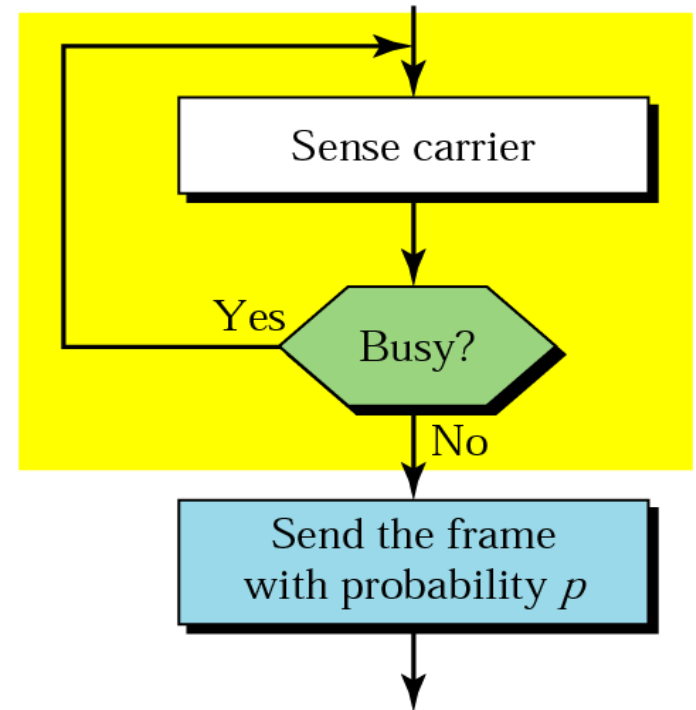 Sense carrier
Yes
Busy?
No
Send the frame
with probability p